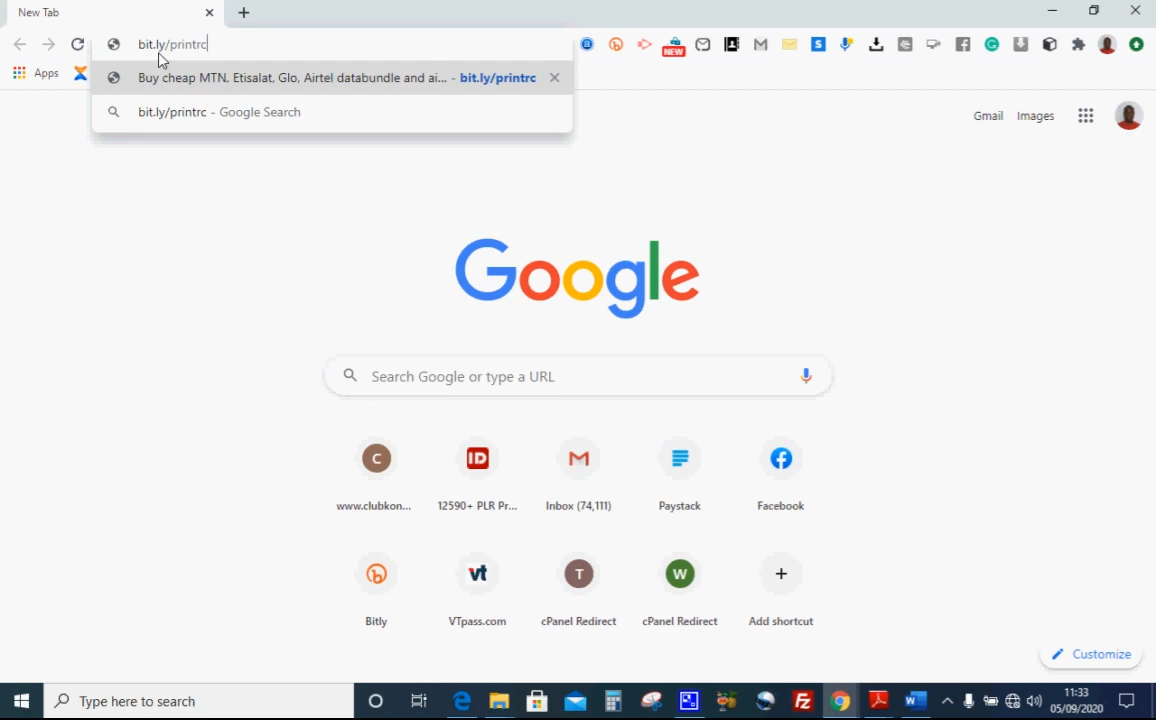 New Tab
bit.ly/printrc
NEW
Apps
Buy cheap MTN, Etisalat, Glo, Airtel databundle and ai... - bit.ly/printrc
bit.ly/printrc - Google Search
Gmail Images
Google
Search Google or type a URL
C
ID
www.clubkon... 12590+ PLR Pr... Inbox (74,111) Paystack Facebook
vt T W
Bitly VTpass.com cPanel Redirect cPanel Redirect Add shortcut
Customize
Type here to search
11:33
05/09/2020